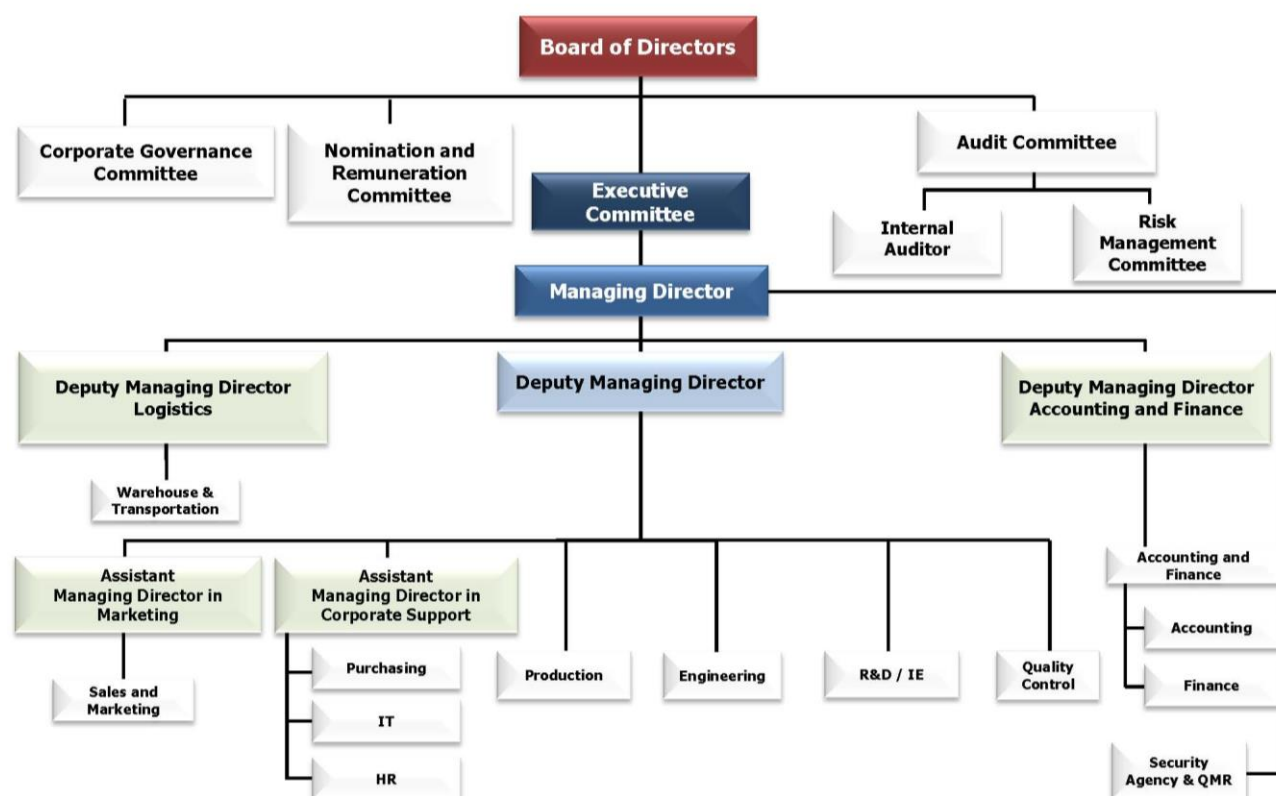 Board of Directors
Corporate Governance
Committee
Nomination and
Remuneration
Committee
Audit Committee
Executive
Committee
Internal
Auditor
Risk
Management
Committee
Managing Director
Deputy Managing Director
Logistics
Deputy Managing Director
Deputy Managing Director
Accounting and Finance
Warehouse &
Transportation
Assistant
Managing Director in
Marketing
Assistant
Managing Director in
Corporate Support
Accounting and
Finance
Accounting
Finance
Sales and
Marketing
Purchasing
IT
HR
Production
Engineering
R&D / IE
Quality
Control
Security
Agency & QMR